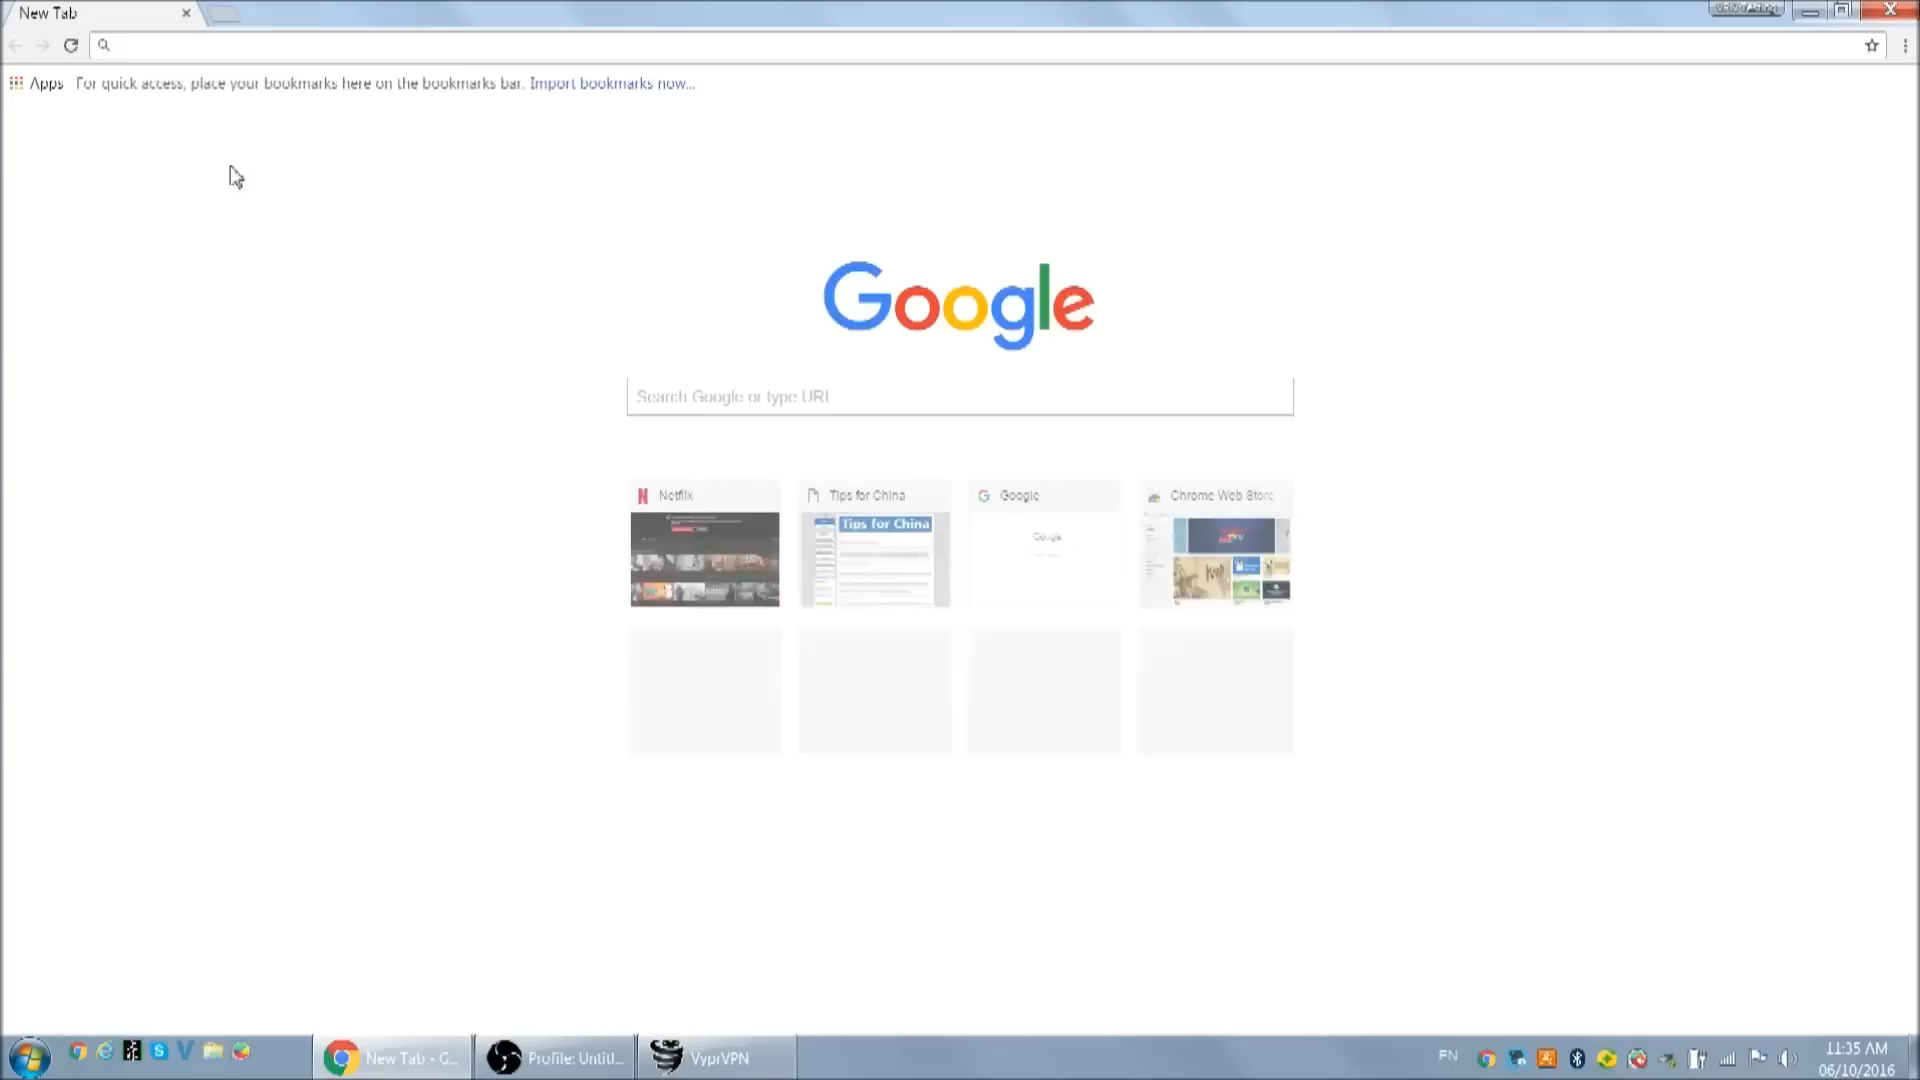 New Tab
Apps For quick access, place your bookmarks here on the bookmarks bar. Import bookmarks now...
Google
Search Google or type URL
Netflix
Tips for China
Google
Chrome Web Store
Tips for China
Google
New Tab - G...
Profile: Untitl...
VyprVPN
EN
11:35 AM
06/10/2016